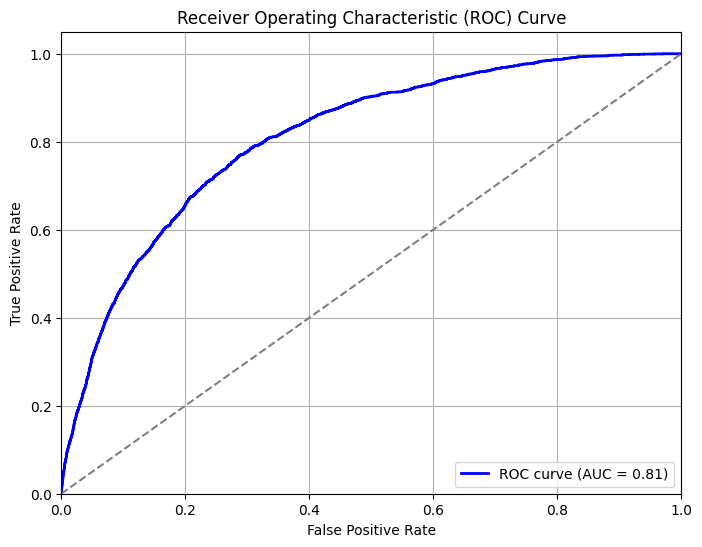 Receiver Operating Characteristic (ROC) Curve
1.0
0.8
0.6
0.4
0.2
0.0
True Positive Rate
ROC curve (AUC = 0.81)
0.0 0.2 0.4 0.6 0.8 1.0
False Positive Rate